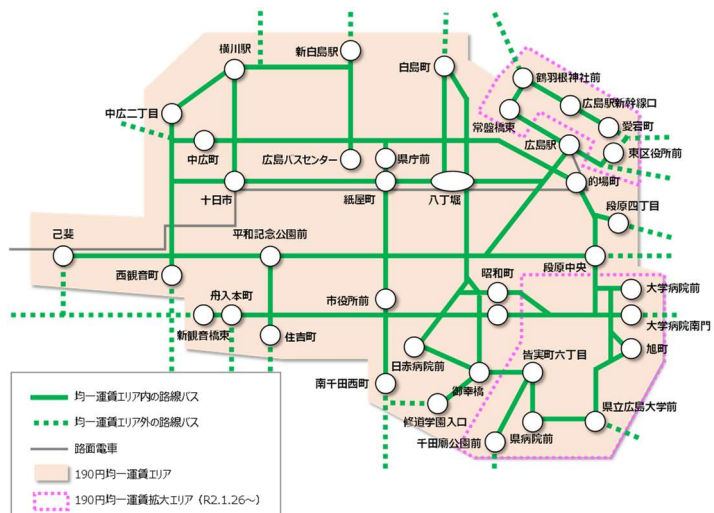 横川駅
新白島駅
白島町
鶴羽根神社前
広島駅新幹線口
中広二丁目
常盤橋東
愛宕町
中広町
広島バスセンター
県庁前
広島駅
東区役所前
十日市
紙屋町
八丁堀
的場町
段原四丁目
己斐
平和記念公園前
西観音町
昭和町
段原中央
舟入本町
市役所前
大学病院前
新観音橋東
住吉町
大学病院南門
日赤病院前
皆実町六丁目
旭町
南千田西町
御幸橋
修道学園入口
県立広島大学前
千田廟公園前
県病院前
均一運賃エリア内の路線バス
均一運賃エリア外の路線バス
路面電車
190円均一運賃エリア
190円均一運賃拡大エリア（R2.1.26～）